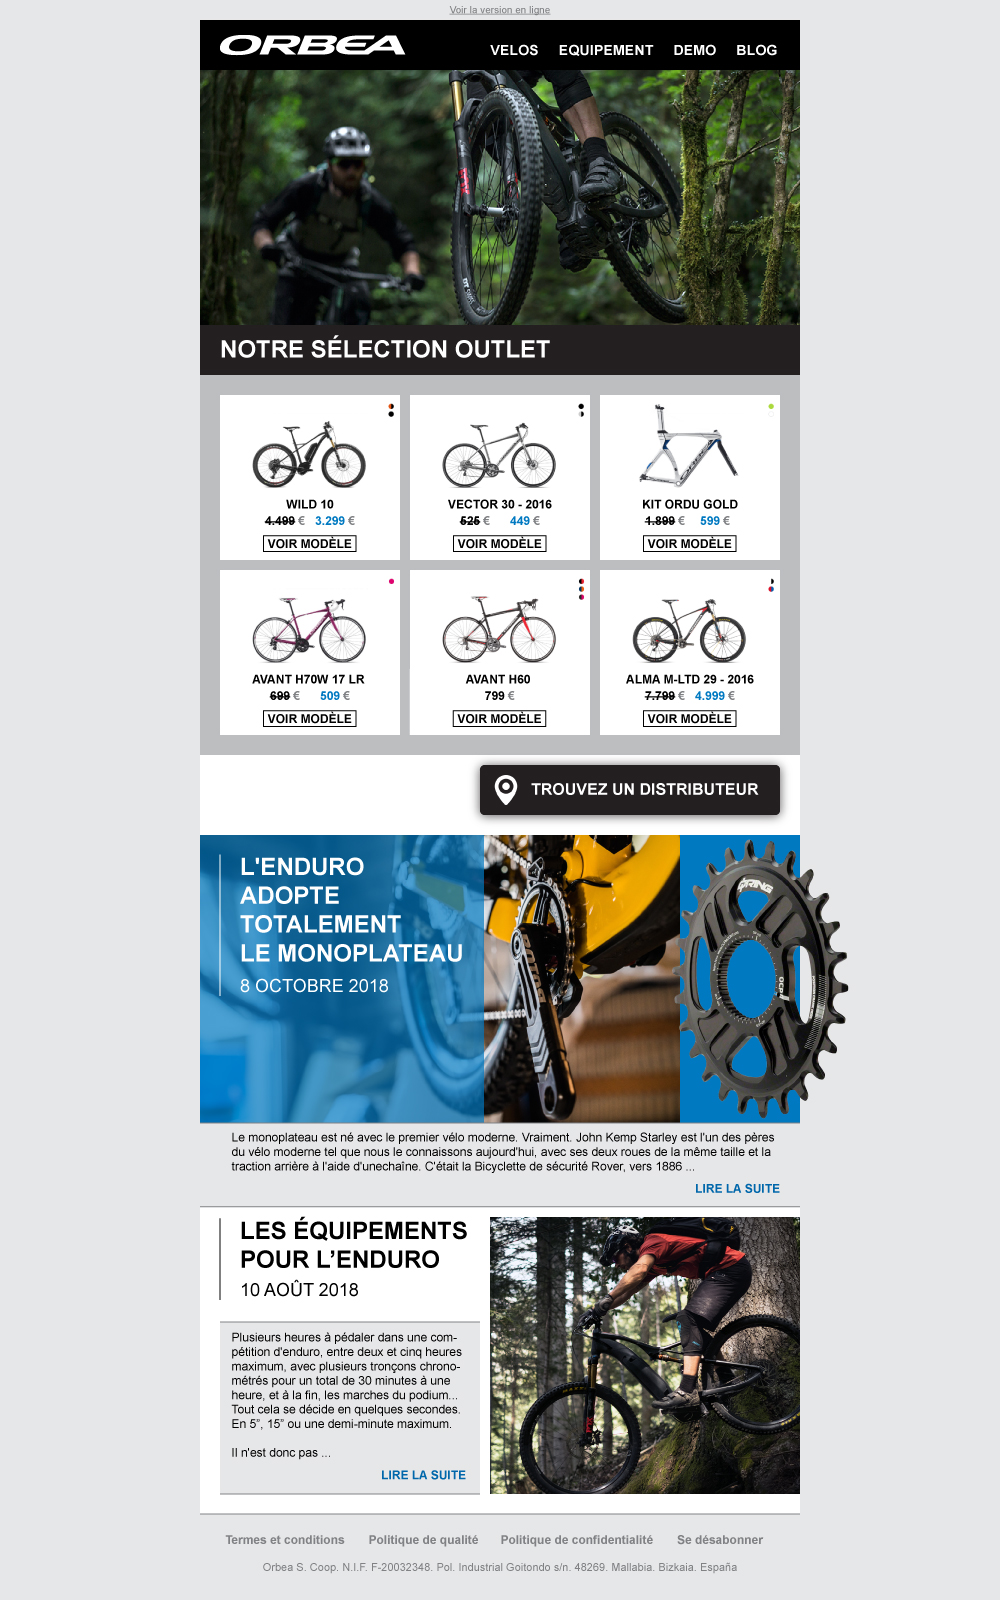 Voir la version en ligne
ORBEA
VELOS EQUIPEMENT DEMO BLOG
NOTRE SÉLECTION OUTLET
WILD 10
4.499 € 3.299 €
VOIR MODÈLE
VECTOR 30 - 2016
525 € 449 €
VOIR MODÈLE
KIT ORDU GOLD
1.899 € 599 €
VOIR MODÈLE
AVANT H70W 17 LR
699 € 509 €
VOIR MODÈLE
AVANT H60
799 €
VOIR MODÈLE
ALMA M-LTD 29 - 2016
7.799 € 4.999 €
VOIR MODÈLE
TROUVEZ UN DISTRIBUTEUR
L'ENDURO
ADOPTE
TOTALEMENT
LE MONOPLATEAU
8 OCTOBRE 2018
Le monoplateau est né avec le premier vélo moderne. Vraiment. John Kemp Starley est l'un des pères
du vélo moderne tel que nous le connaissons aujourd'hui, avec ses deux roues de la même taille et la
traction arrière à l'aide d'unechaîne. C'était la Bicyclette de sécurité Rover, vers 1886 ...
LIRE LA SUITE
LES ÉQUIPEMENTS
POUR L’ENDURO
10 AOÛT 2018
Plusieurs heures à pédaler dans une com-
pétition d'enduro, entre deux et cinq heures
maximum, avec plusieurs tronçons chrono-
métrés pour un total de 30 minutes à une
heure, et à la fin, les marches du podium...
Tout cela se décide en quelques secondes.
En 5”, 15” ou une demi-minute maximum.
Il n'est donc pas ...
LIRE LA SUITE
Termes et conditions Politique de qualité Politique de confidentialité Se désabonner
Orbea S. Coop. N.I.F. F-20032348. Pol. Industrial Goitondo s/n. 48269. Mallabia. Bizkaia. España